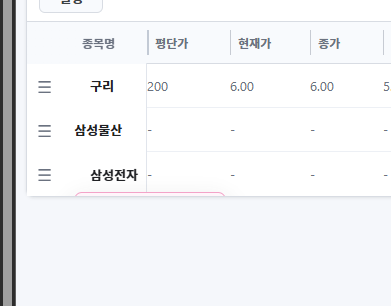 종목명 평단가 현재가 종가
구리 200 6.00 6.00
삼성물산 - - -
삼성전자 - - -